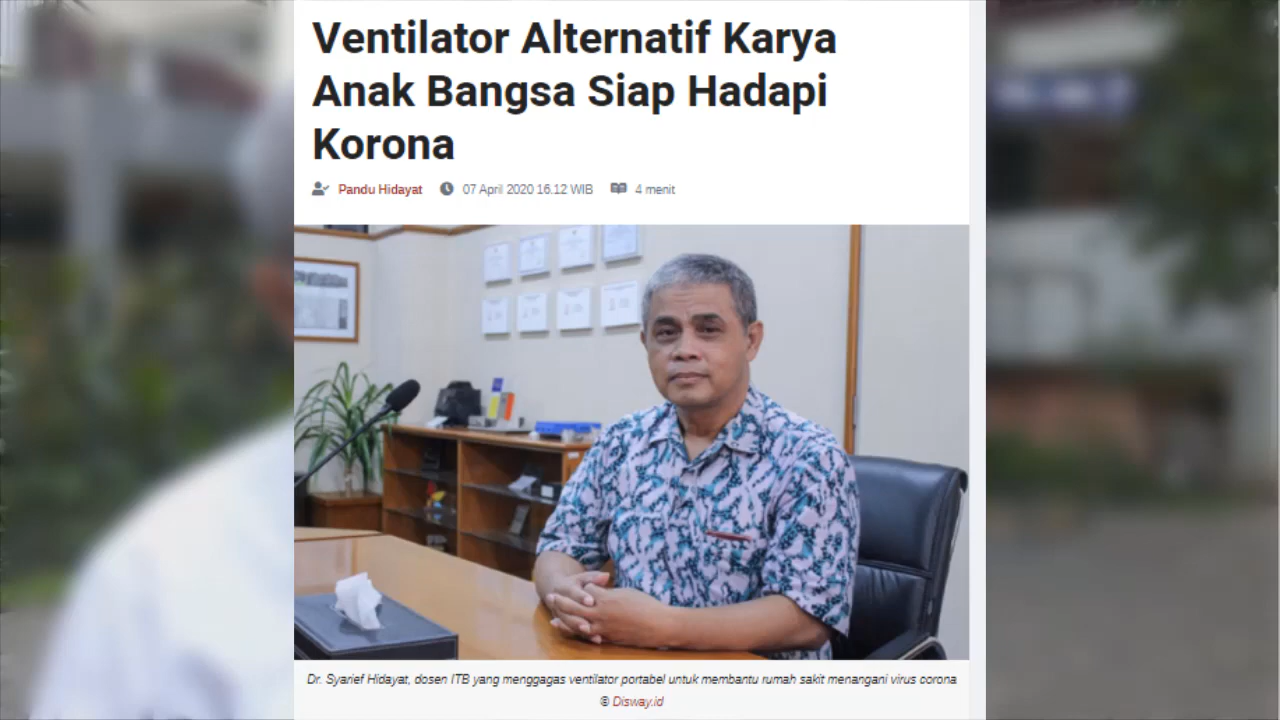 Ventilator Alternatif Karya
Anak Bangsa Siap Hadapi
Korona
Pandu Hidayat 07 April 2020 16.12 WIB 4 menit
Dr. Syarief Hidayat, dosen ITB yang menggagas ventilator portabel untuk membantu rumah sakit menangani virus corona
© Disway.id